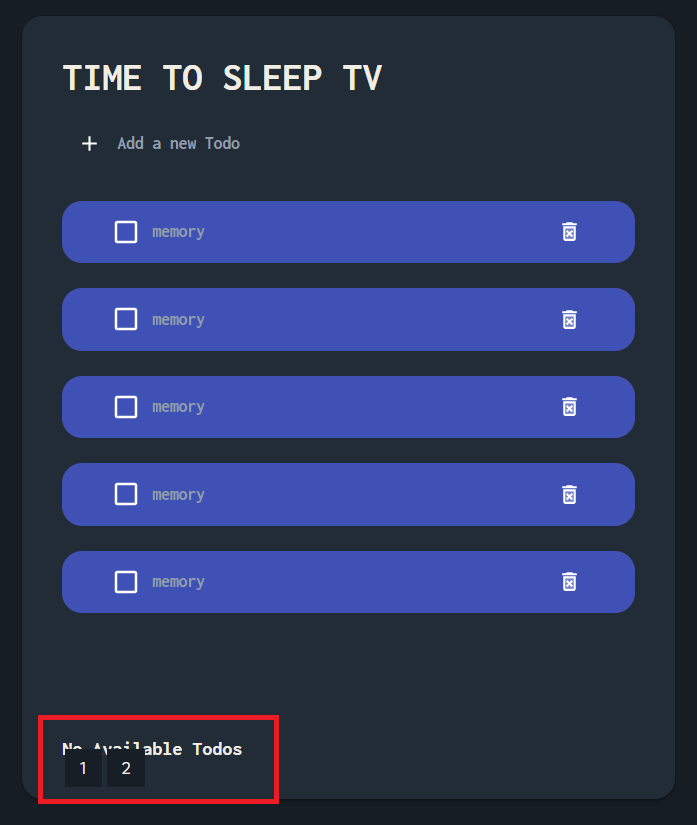 TIME TO SLEEP TV
Add a new Todo
memory
memory
memory
memory
memory
No Available Todos
1 2